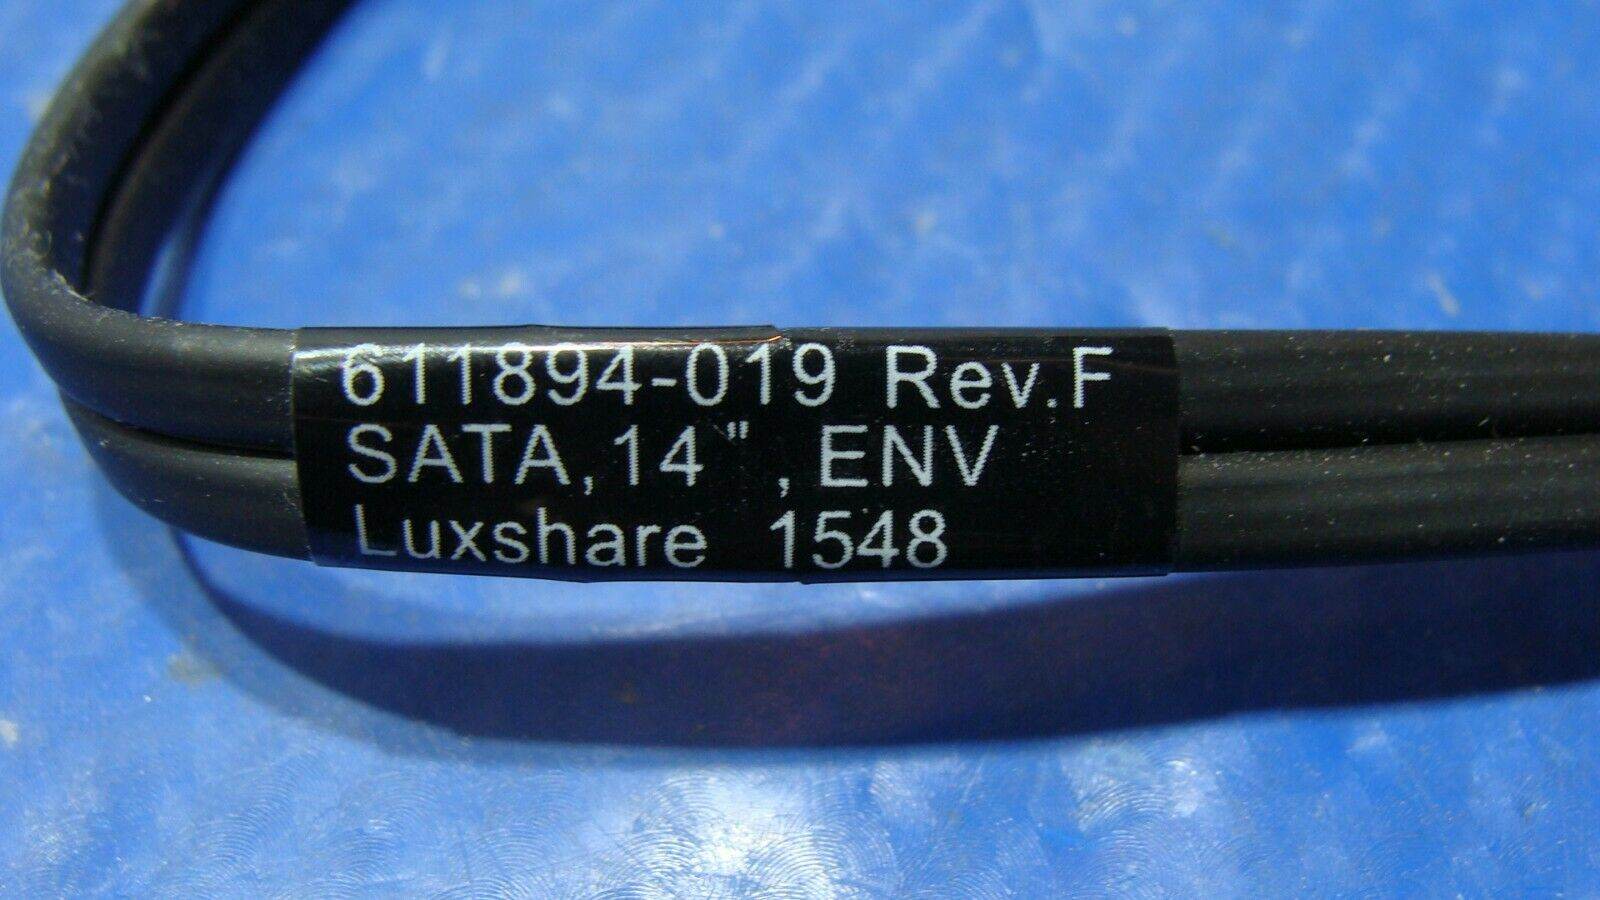 611894-019 Rev.F
SATA,14" ,ENV
Luxshare 1548